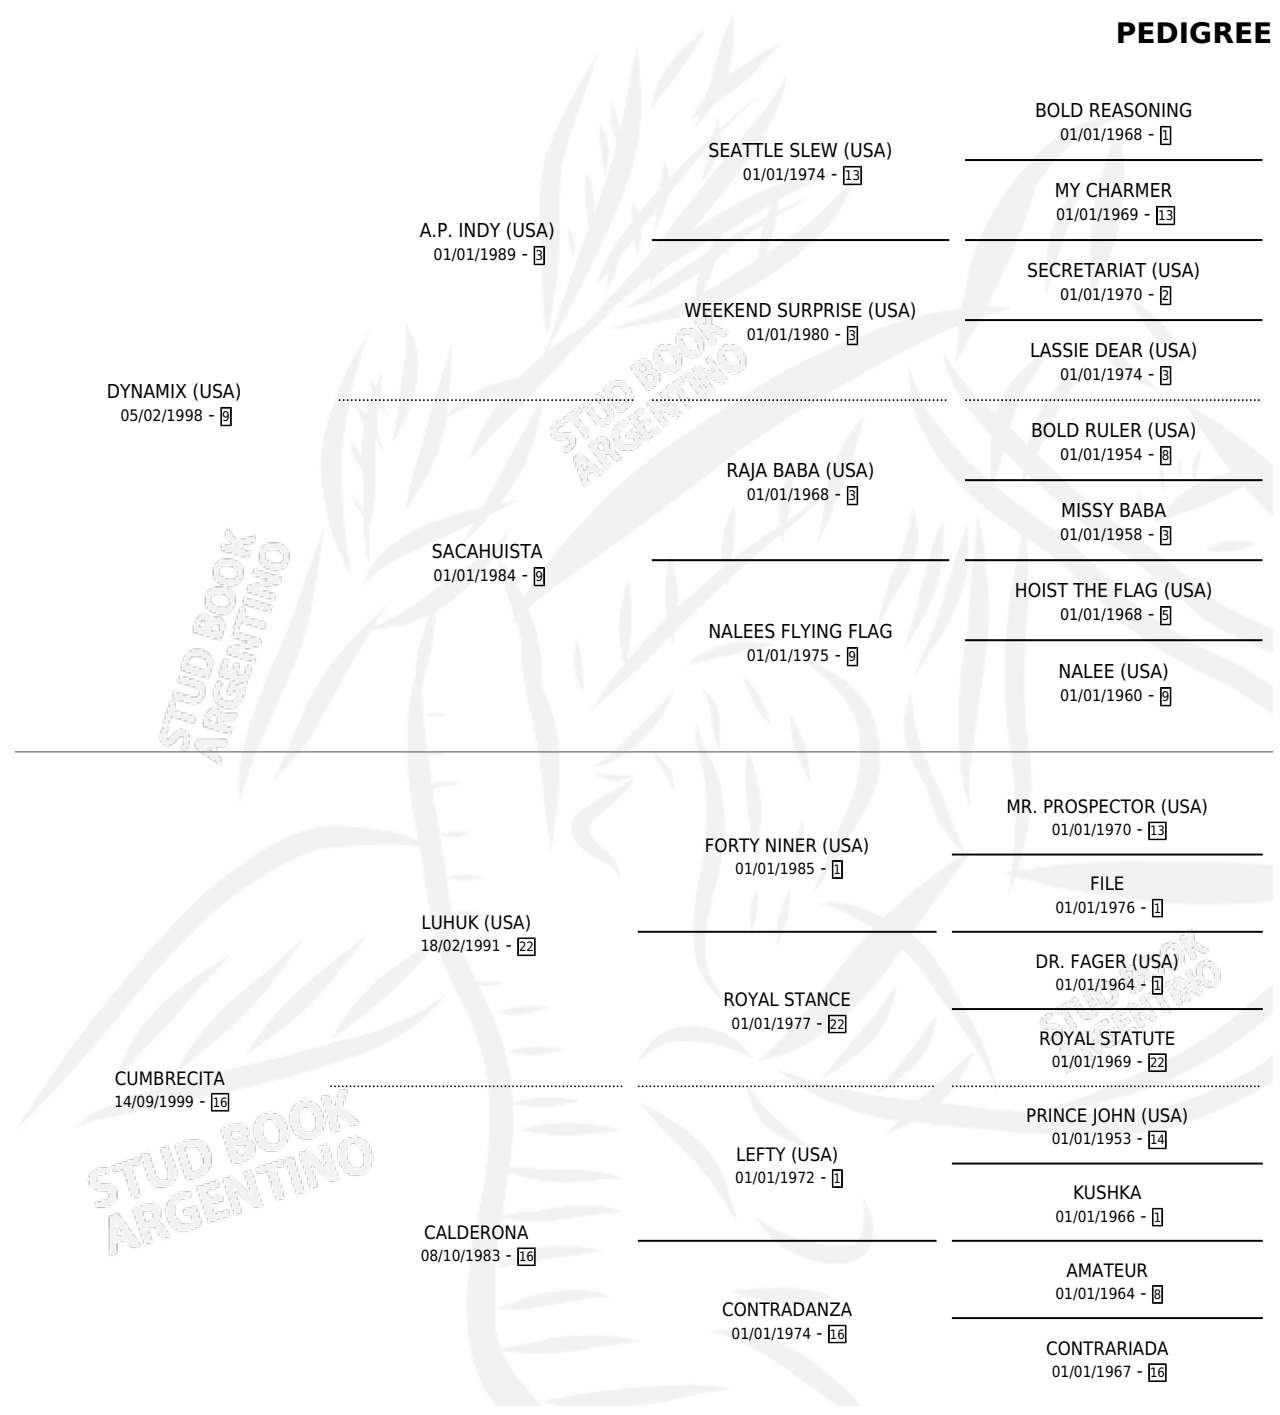 PEDIGREE
BOLD REASONING
01/01/1968 - 1
SEATTLE SLEW (USA)
01/01/1974 - 13
MY CHARMER
01/01/1969 - 13
A.P. INDY (USA)
01/01/1989 - 3
SECRETARIAT (USA)
01/01/1970 - 2
WEEKEND SURPRISE (USA)
01/01/1980 - 3
LASSIE DEAR (USA)
01/01/1974 - 3
DYNAMIX (USA)
05/02/1998 - 9
BOLD RULER (USA)
01/01/1954 - 8
RAJA BABA (USA)
01/01/1968 - 3
MISSY BABA
01/01/1958 - 3
SACAHUISTA
01/01/1984 - 9
HOIST THE FLAG (USA)
01/01/1968 - 5
NALEES FLYING FLAG
01/01/1975 - 9
NALEE (USA)
01/01/1960 - 9
MR. PROSPECTOR (USA)
01/01/1970 - 13
FORTY NINER (USA)
01/01/1985 - 1
FILE
01/01/1976 - 1
LUHUK (USA)
18/02/1991 - 22
DR. FAGER (USA)
01/01/1964 - 1
ROYAL STANCE
01/01/1977 - 22
ROYAL STATUTE
01/01/1969 - 22
CUMBRECITA
14/09/1999 - 16
PRINCE JOHN (USA)
01/01/1953 - 14
LEFTY (USA)
01/01/1972 - 1
KUSHKA
01/01/1966 - 1
CALDERONA
08/10/1983 - 16
AMATEUR
01/01/1964 - 8
CONTRADANZA
01/01/1974 - 16
CONTRARIADA
01/01/1967 - 16
STUD BOOK
ARGENTINO
STUD BOOK
ARGENTINO
STUD BOOK
ARGENTINO
STUD BOOK
ARGENTINO